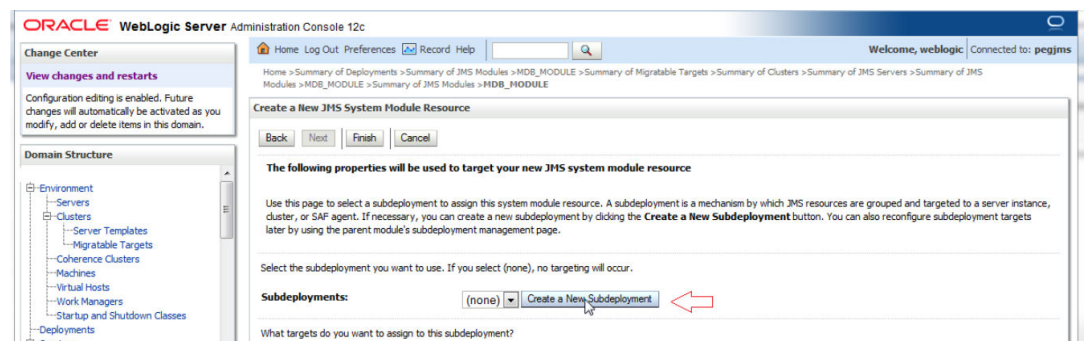 ORACLE WebLogic Server Administration Console 12c
Change Center
View changes and restarts
Configuration editing is enabled. Future
changes will automatically be activated as you
modify, add or delete items in this domain.
Domain Structure
Environment
Servers
Clusters
Server Templates
Migratable Targets
Coherence Clusters
Machines
Virtual Hosts
Work Managers
Startup and Shutdown Classes
Deployments
Home Log Out Preferences Record Help
Welcome, weblogic Connected to: pegjms
Home >Summary of Deployments >Summary of JMS Modules >MDB_MODULE >Summary of Migratable Targets >Summary of Clusters >Summary of JMS Servers >Summary of JMS
Modules >MDB_MODULE >Summary of JMS Modules >MDB_MODULE
Create a New JMS System Module Resource
Back Next Finish Cancel
The following properties will be used to target your new JMS system module resource
Use this page to select a subdeployment to assign this system module resource. A subdeployment is a mechanism by which JMS resources are grouped and targeted to a server instance,
cluster, or SAF agent. If necessary, you can create a new subdeployment by clicking the Create a New Subdeployment button. You can also reconfigure subdeployment targets
later by using the parent module's subdeployment management page.
Select the subdeployment you want to use. If you select (none), no targeting will occur.
Subdeployments: (none) Create a New Subdeployment
What targets do you want to assign to this subdeployment?